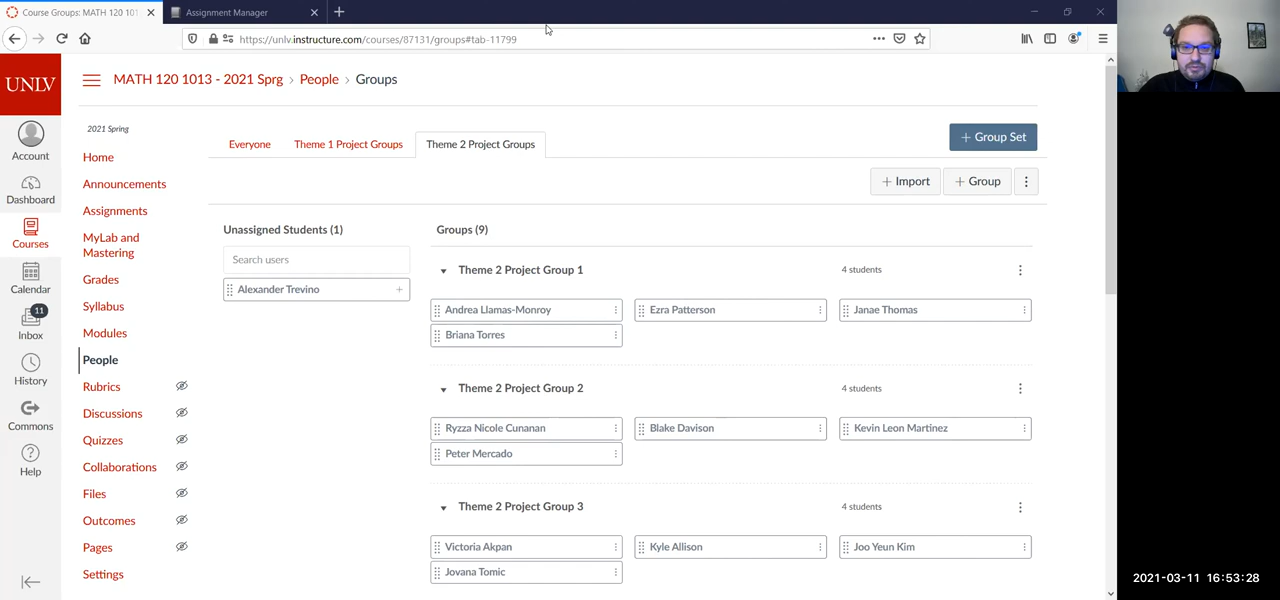 Course Groups: MATH 120 101
Assignment Manager
https://unlv.instructure.com/courses/87131/groups#tab-11799
UNLV
MATH 120 1013 - 2021 Sprg > People > Groups
2021 Spring
Account
Dashboard
Courses
Calendar
11
Inbox
History
Commons
Help
Home
Announcements
Assignments
MyLab and
Mastering
Grades
Syllabus
Modules
People
Rubrics
Discussions
Quizzes
Collaborations
Files
Outcomes
Pages
Settings
Everyone
Theme 1 Project Groups
Theme 2 Project Groups
+ Group Set
+ Import
+ Group
Unassigned Students (1)
Search users
Alexander Trevino
Groups (9)
Theme 2 Project Group 1
4 students
Andrea Llamas-Monroy
Ezra Patterson
Janae Thomas
Briana Torres
Theme 2 Project Group 2
4 students
Ryzza Nicole Cunanan
Blake Davison
Kevin Leon Martinez
Peter Mercado
Theme 2 Project Group 3
4 students
Victoria Akpan
Kyle Allison
Joo Yeun Kim
Jovana Tomic
2021-03-11 16:53:28